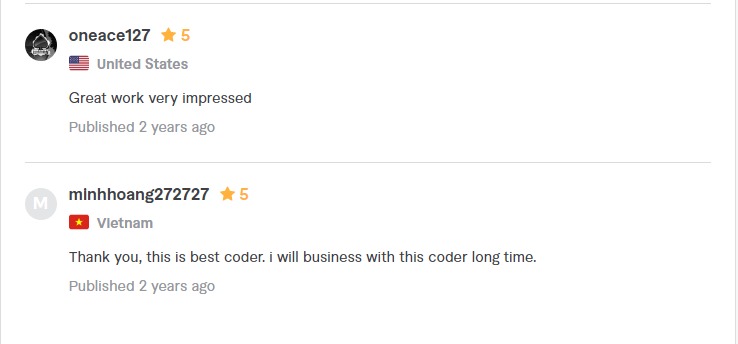 oneace127 ★ 5
United States
Great work very impressed
Published 2 years ago
M
minhhoang272727 ★ 5
Vietnam
Thank you, this is best coder. i will business with this coder long time.
Published 2 years ago